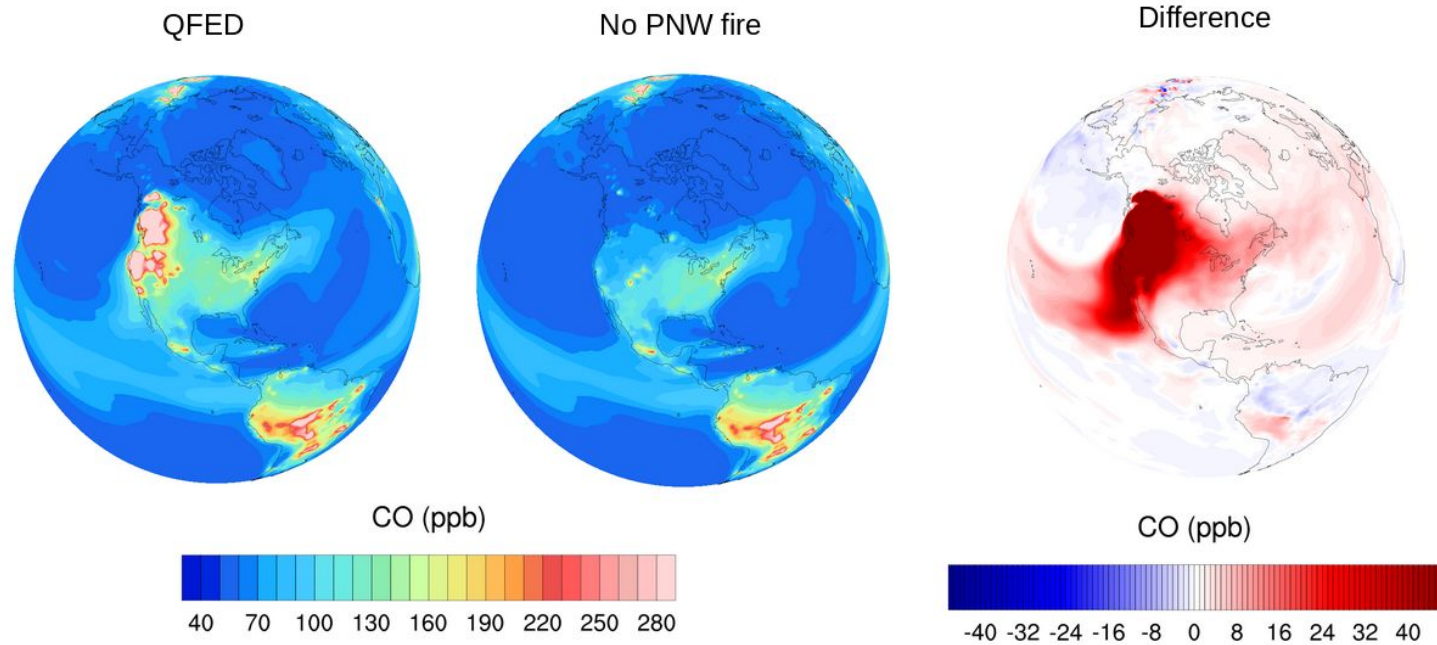 QFED
No PNW fire
Difference
CO (ppb)
40 70 100 130 160 190 220 250 280
CO (ppb)
-40 -32 -24 -16 -8 0 8 16 24 32 40